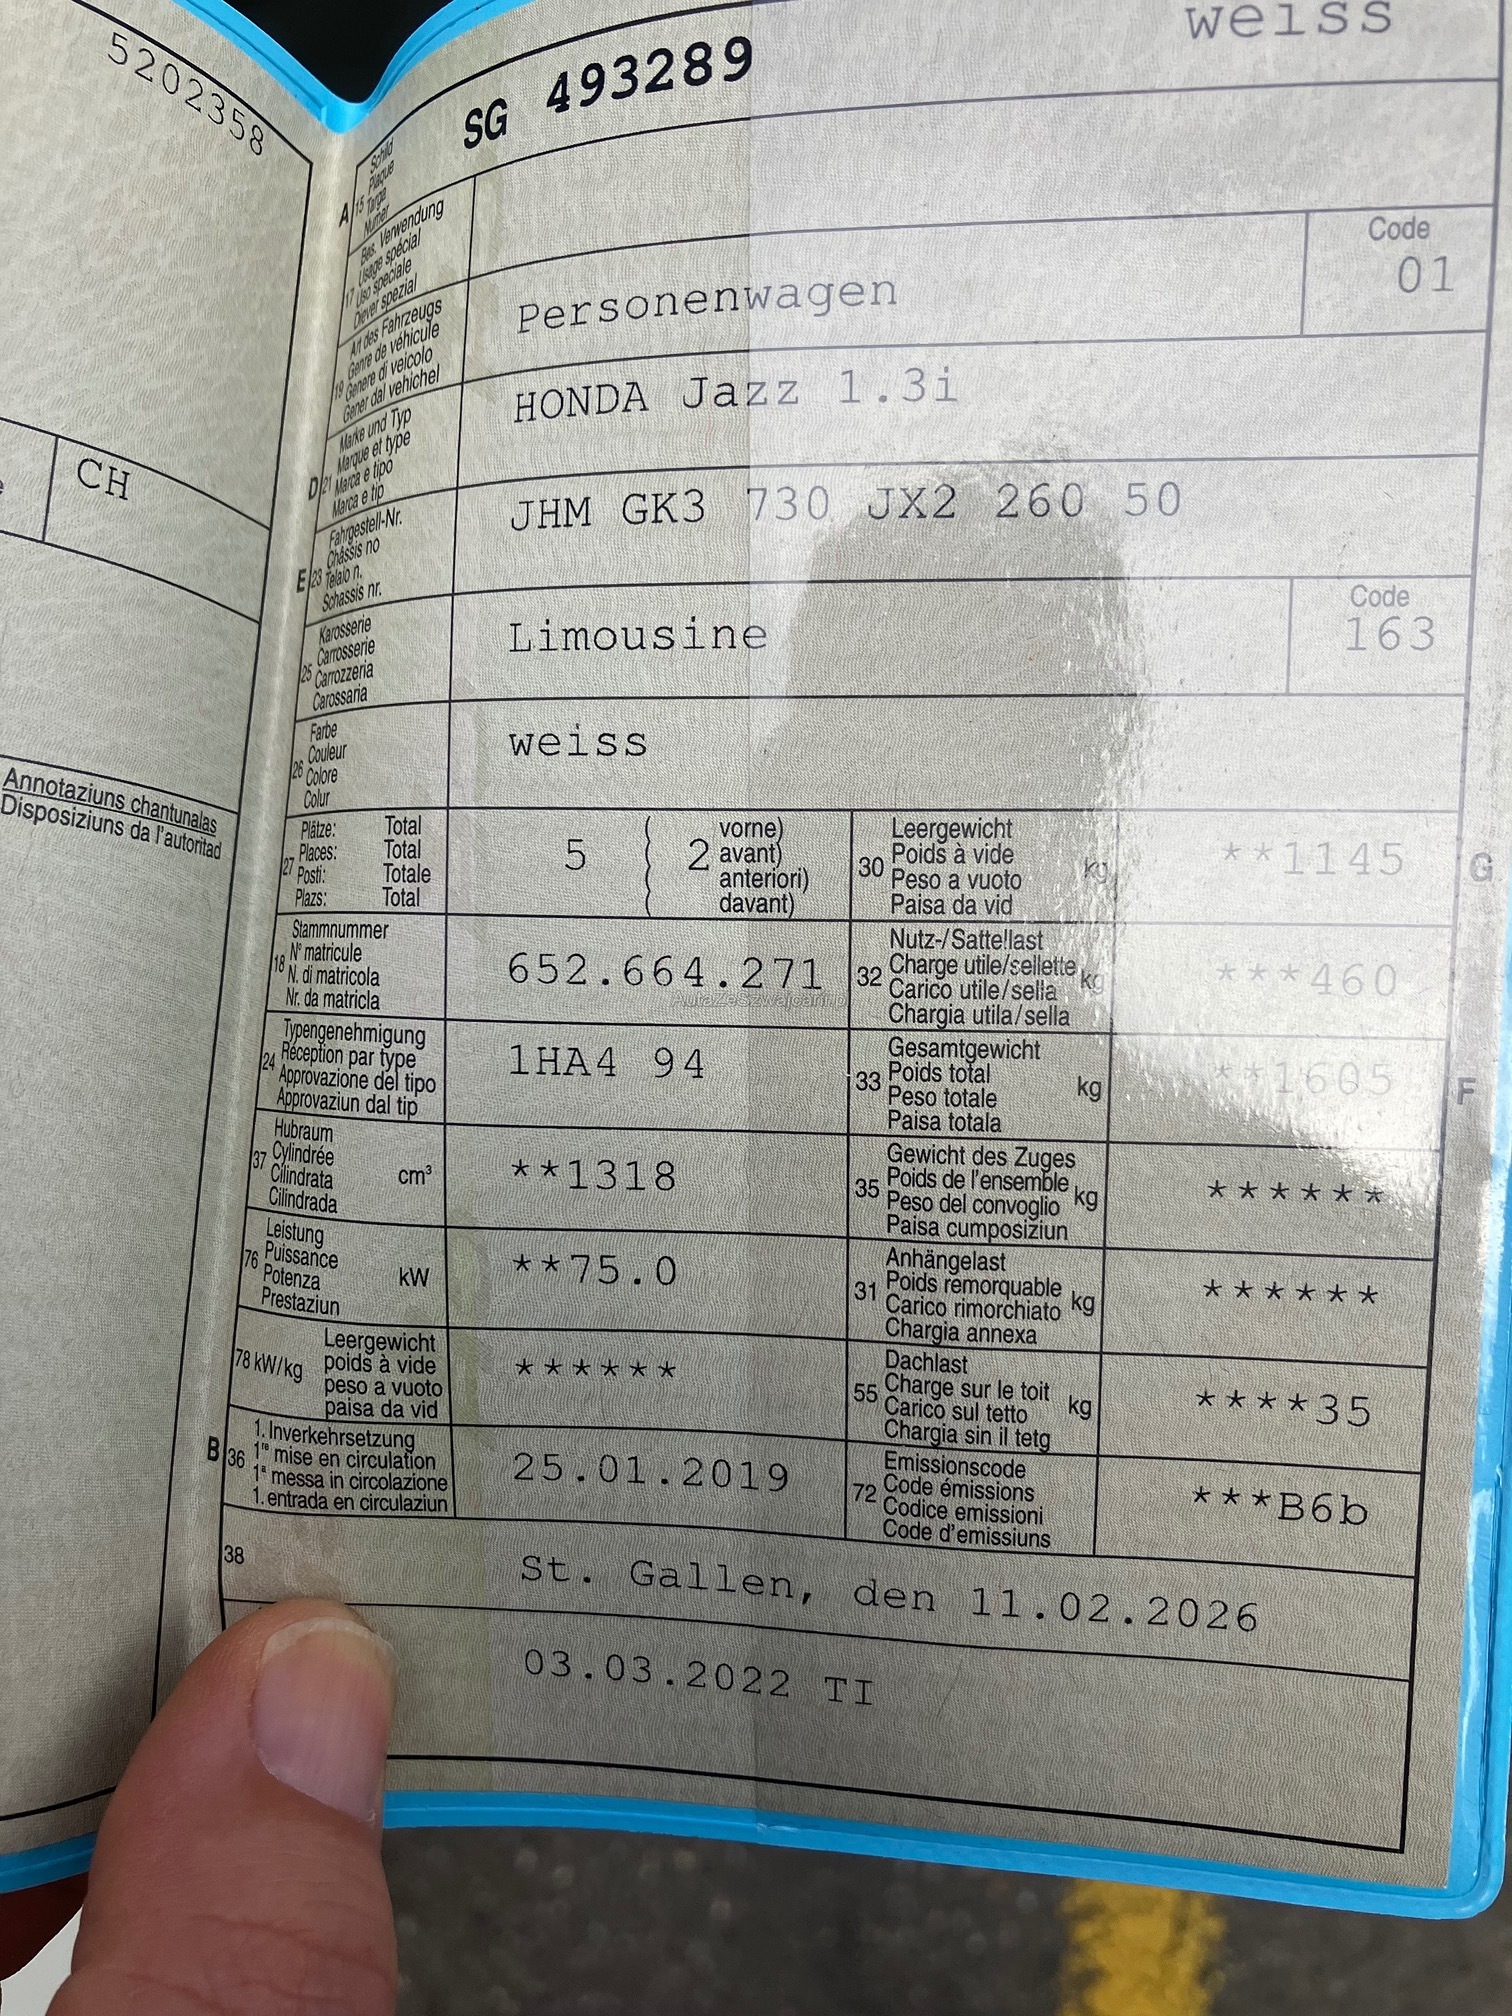 5202358
CH
Annotaziuns chantunalas
Disposiziuns da l'autoritad
weiss
A 15 Schild
Plaque
Targa
Numer
SG 493289
17 Bes. Verwendung
Usage spécial
Uso speciale
Diever spezial
19 Art des Fahrzeugs
Genre de véhicule
Genere di veicolo
Gener dal vehichel
Personenwagen
Code
01
D 21 Marke und Typ
Marque et type
Marca e tipo
Marca e tip
HONDA Jazz 1.3i
E 23 Fahrgestell-Nr.
Châssis no
Telaio n.
Schassis nr.
JHM GK3 730 JX2 260 50
25 Karosserie
Carrosserie
Carrozzeria
Carossaria
Limousine
Code
163
26 Farbe
Couleur
Colore
Colur
weiss
27 Plätze: Total
Places: Total
Posti: Totale
Plazs: Total
5 ( 2 vorne)
avant)
anteriori)
( davant)
30 Leergewicht
Poids à vide
Peso a vuoto
Paisa da vid
kg
**1145
G
18 Stammnummer
N° matricule
N. di matricola
Nr. da matricla
652.664.271
32 Nutz-/Sattellast
Charge utile/sellette
Carico utile/sella
Chargia utila/sella
kg
***460
24 Typengenehmigung
Réception par type
Approvazione del tipo
Approvaziun dal tip
1HA4 94
33 Gesamtgewicht
Poids total
Peso totale
Paisa totala
kg
**1605
F
37 Hubraum
Cylindrée
Cilindrata
Cilindrada
cm³
**1318
35 Gewicht des Zuges
Poids de l'ensemble
Peso del convoglio
Paisa cumposiziun
kg
******
76 Leistung
Puissance
Potenza
Prestaziun
kW
**75.0
31 Anhängelast
Poids remorquable
Carico rimorchiato
Chargia annexa
kg
******
78 kW/kg Leergewicht
poids à vide
peso a vuoto
paisa da vid
******
55 Dachlast
Charge sur le toit
Carico sul tetto
Chargia sin il tetg
kg
****35
B 36 1. Inverkehrsetzung
1re mise en circulation
1a messa in circolazione
1. entrada en circulaziun
25.01.2019
72 Emissionscode
Code émissions
Codice emissioni
Code d'emissiuns
***B6b
38
St. Gallen, den 11.02.2026
03.03.2022 TI